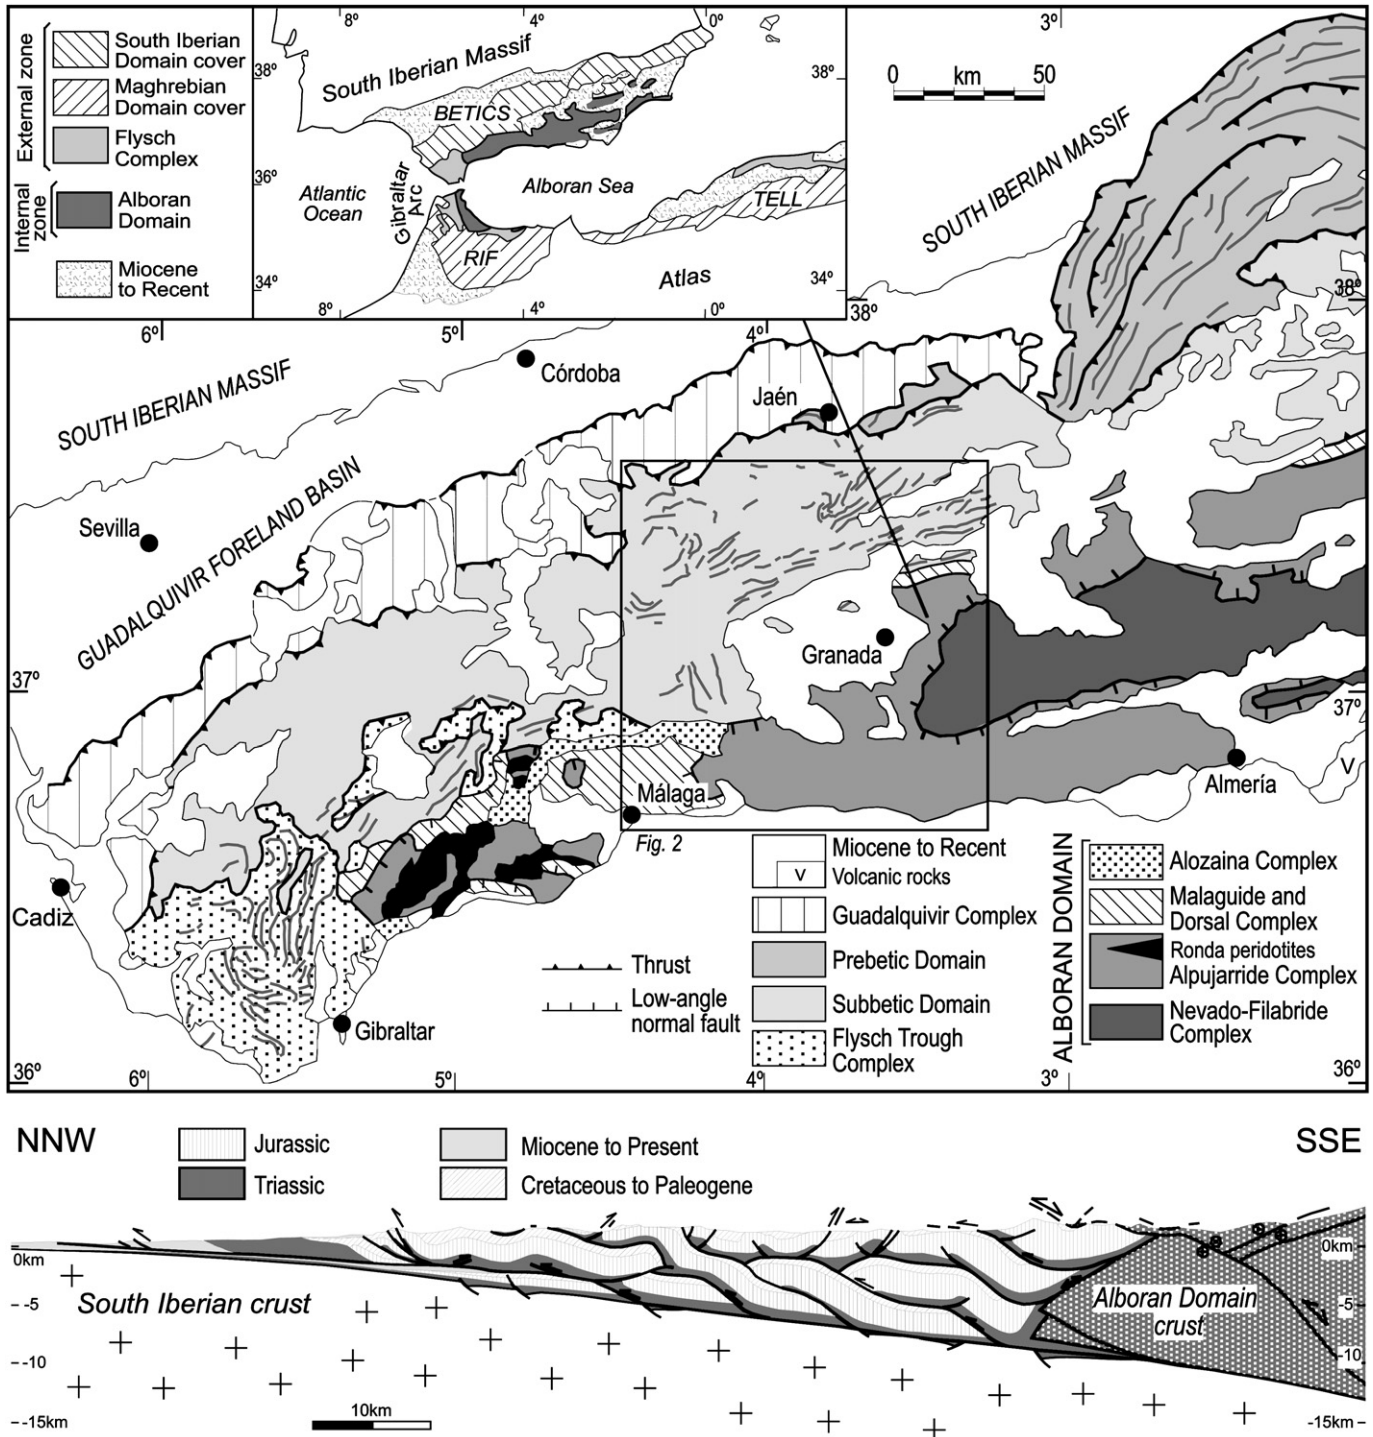 External zone
South Iberian
Domain cover
Maghrebian
Domain cover
Flysch
Complex
Internal
zone
Alboran
Domain
Miocene
to Recent
8º
4º
0º
38º
38º
36º
34º
34º
8º
4º
0º
South Iberian Massif
BETICS
Atlantic
Ocean
Gibraltar
Arc
Alboran Sea
TELL
RIF
Atlas
3º
0
km
50
SOUTH IBERIAN MASSIF
38º
38º
6º
5º
4º
SOUTH IBERIAN MASSIF
Córdoba
Jaén
GUADALQUIVIR FORELAND BASIN
Sevilla
Granada
37º
37º
Málaga
Almería
V
Fig. 2
Cadiz
Gibraltar
Thrust
Low-angle
normal fault
Miocene to Recent
V
Volcanic rocks
Guadalquivir Complex
Prebetic Domain
Subbetic Domain
Flysch Trough
Complex
ALBORAN DOMAIN
Alozaina Complex
Malaguide and
Dorsal Complex
Ronda peridotites
Alpujarride Complex
Nevado-Filabride
Complex
36º
6º
5º
4º
3º
36º
NNW
SSE
Jurassic
Triassic
Miocene to Present
Cretaceous to Paleogene
0km
-5
-10
-15km
South Iberian crust
Alboran Domain
crust
0km
-5
-10
-15km
10km